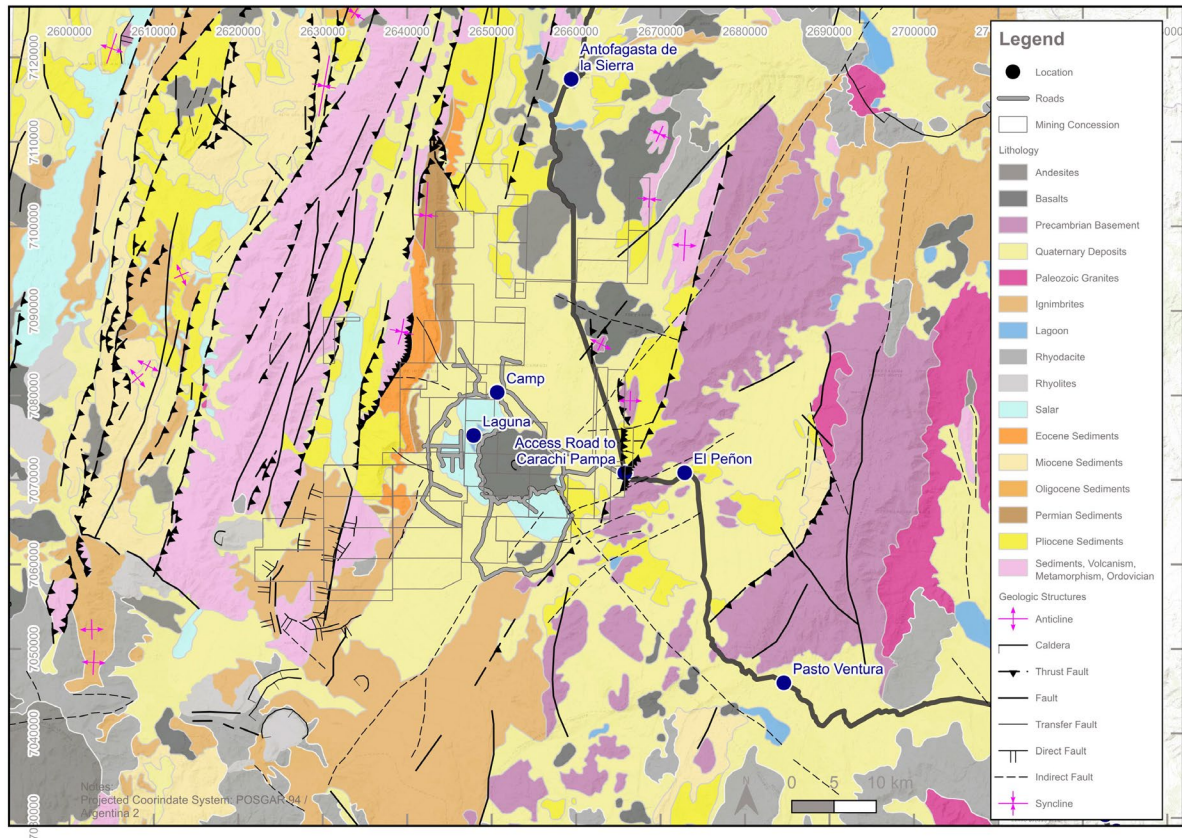 2600000 2610000 2620000 2630000 2640000 2650000 2660000 2670000 2680000 2690000 2700000
7120000
7110000
7100000
7090000
7080000
7070000
7060000
7050000
7040000
Antofagasta de
la Sierra
Camp
Laguna
Access Road to
Carachi Pampa
El Peñon
Pasto Ventura
N
0 5 10 km
Notes:
Projected Coorindate System: POSGAR 94 /
Argentina 2
Legend
Location
Roads
Mining Concession
Lithology
Andesites
Basalts
Precambrian Basement
Quaternary Deposits
Paleozoic Granites
Ignimbrites
Lagoon
Rhyodacite
Rhyolites
Salar
Eocene Sediments
Miocene Sediments
Oligocene Sediments
Permian Sediments
Pliocene Sediments
Sediments, Volcanism,
Metamorphism, Ordovician
Geologic Structures
Anticline
Caldera
Thrust Fault
Fault
Transfer Fault
Direct Fault
Indirect Fault
Syncline